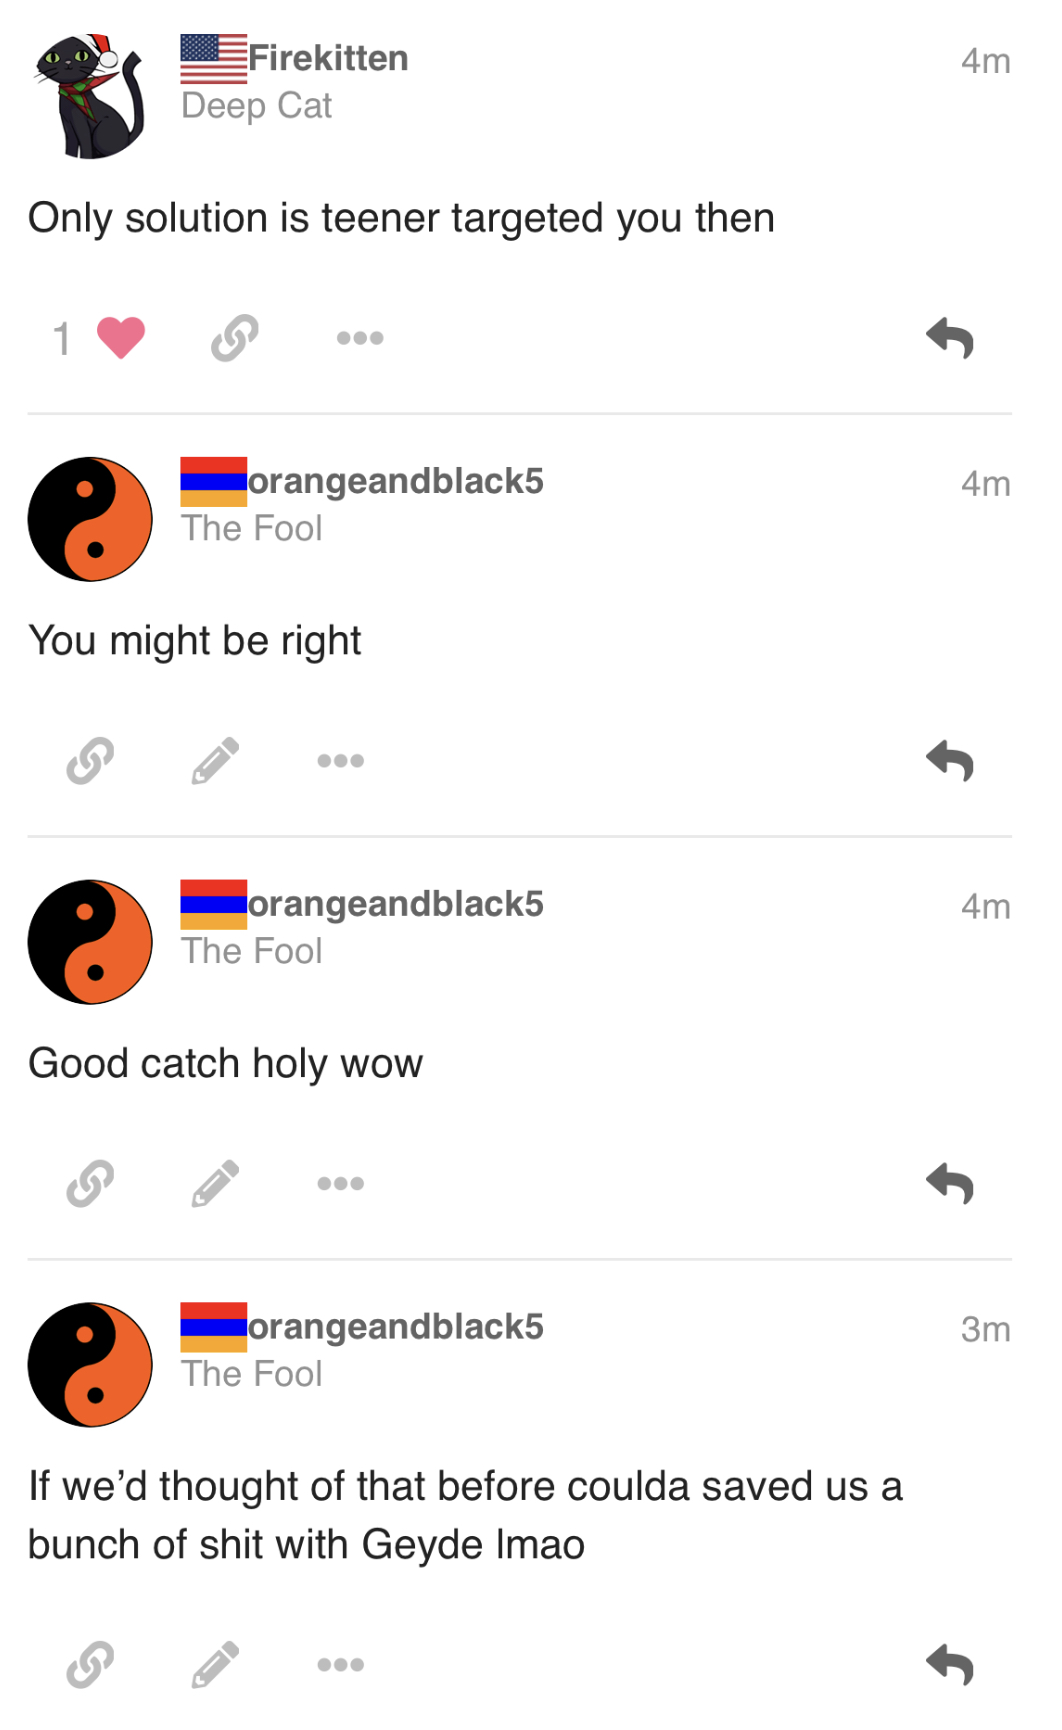 Firekitten
4m
Deep Cat
Only solution is teener targeted you then
1
orangeandblack5
4m
The Fool
You might be right
orangeandblack5
4m
The Fool
Good catch holy wow
orangeandblack5
3m
The Fool
If we’d thought of that before coulda saved us a
bunch of shit with Geyde lmao